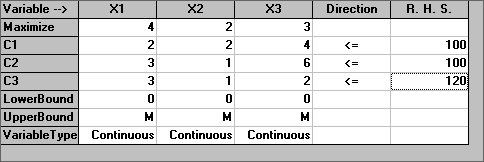 Variable --> X1 X2 X3 Direction R. H. S.
Maximize 4 2 3
C1 2 2 4 <= 100
C2 3 1 6 <= 100
C3 3 1 2 <= 120
LowerBound 0 0 0
UpperBound M M M
VariableType Continuous Continuous Continuous